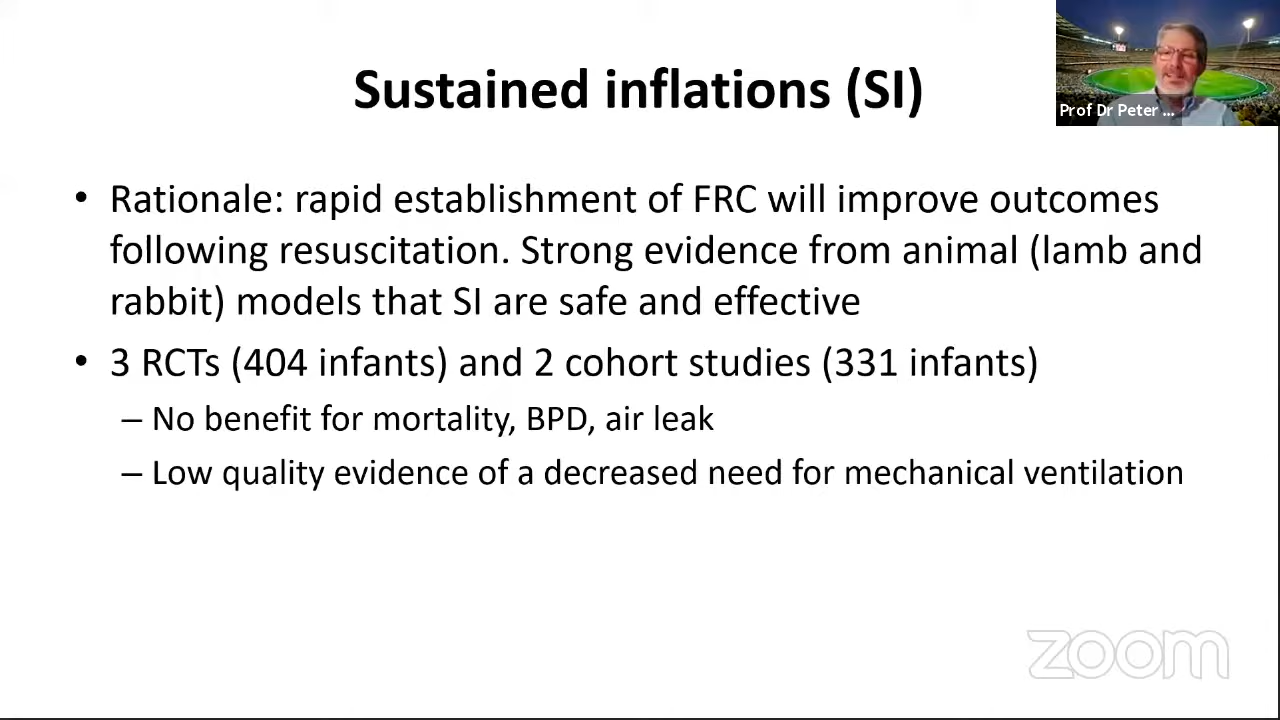 Sustained inflations (SI)
Prof Dr Peter ...
• Rationale: rapid establishment of FRC will improve outcomes
following resuscitation. Strong evidence from animal (lamb and
rabbit) models that SI are safe and effective
• 3 RCTs (404 infants) and 2 cohort studies (331 infants)
– No benefit for mortality, BPD, air leak
– Low quality evidence of a decreased need for mechanical ventilation
zoom